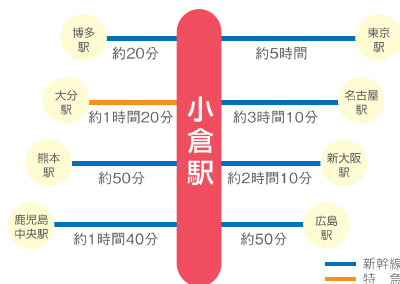 博多
駅
約20分
大分
駅
約1時間20分
熊本
駅
約50分
鹿児島
中央駅
約1時間40分
小倉駅
東京
駅
約5時間
名古屋
駅
約3時間10分
新大阪
駅
約2時間10分
広島
駅
約50分
新幹線
特 急